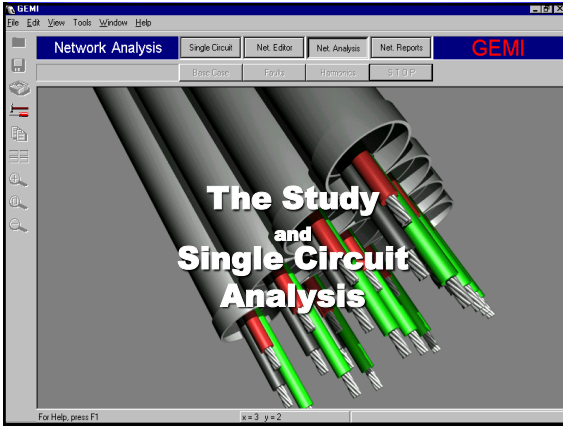 GEMI
File Edit View Tools Window Help
Network Analysis Single Circuit Net. Editor Net. Analysis Net. Reports GEMI
Base Case Faults Harmonics S T O P
The Study
and
Single Circuit
Analysis
For Help, press F1 x = 3 y = 2